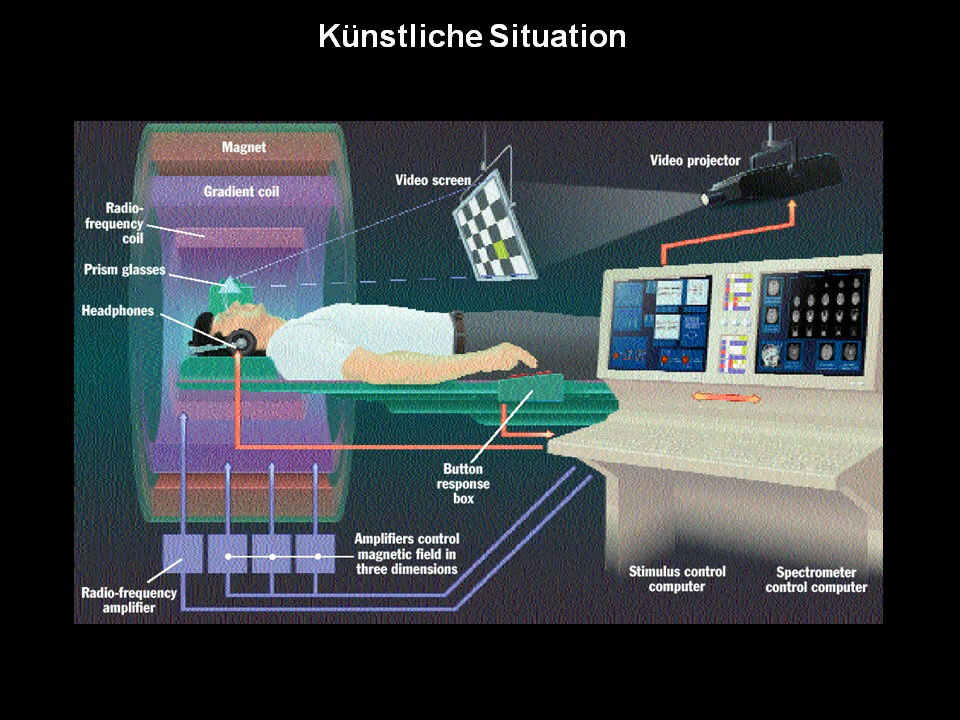 Künstliche Situation
Magnet
Gradient coil
Radio-
frequency
coil
Prism glasses
Headphones
Video screen
Video projector
Button
response
box
Amplifiers control
magnetic field in
three dimensions
Radio-frequency
amplifier
Stimulus control
computer
Spectrometer
control computer